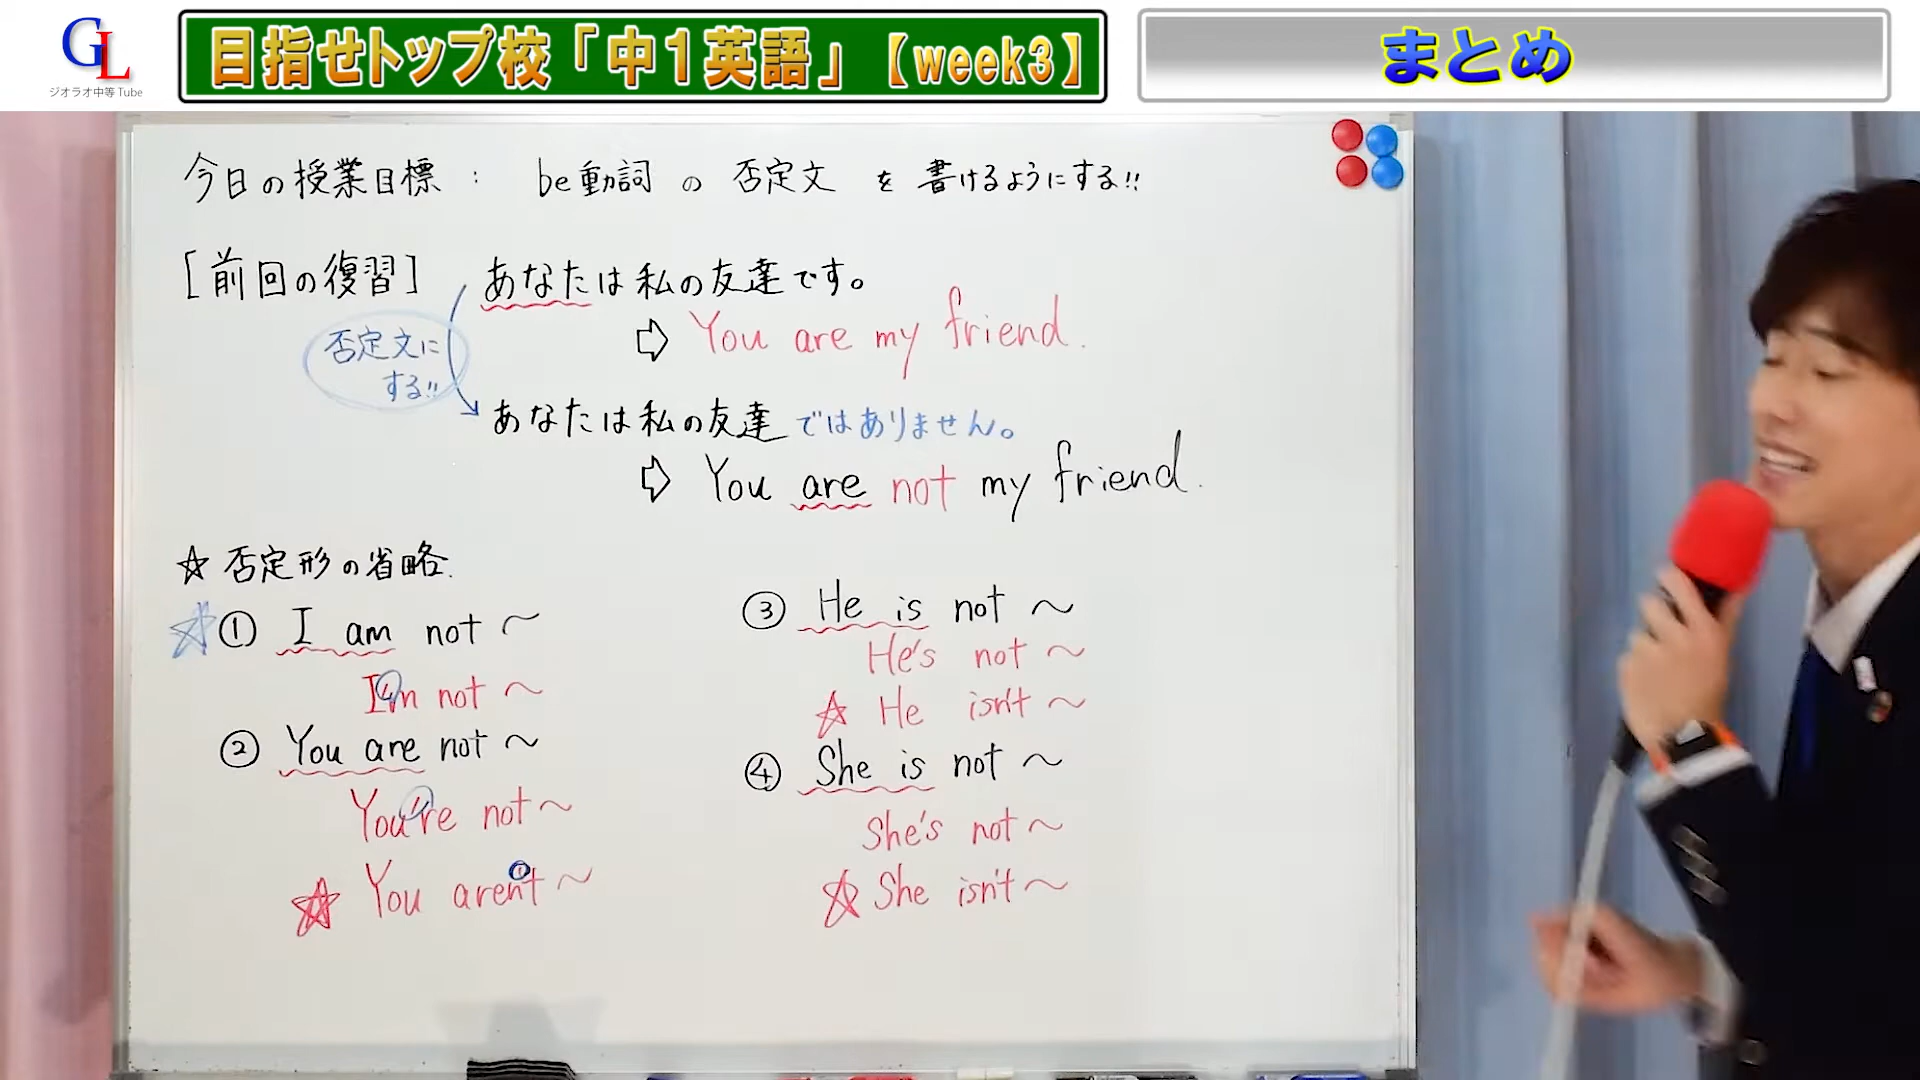 GL
ジオラオ中等Tube
目指せトップ校「中1英語」【week3】
まとめ
今日の授業目標 : be動詞 の 否定文 を 書けるようにする!!
[前回の復習] あなたは私の友達です。
⇨ You are my friend.
否定文に
する!!
あなたは私の友達ではありません。
⇨ You are not my friend.
☆ 否定形の省略.
☆① I am not ~
I'm not ~
② You are not ~
You're not ~
☆ You aren't ~
③ He is not ~
He's not ~
☆ He isn't ~
④ She is not ~
She's not ~
☆ She isn't ~